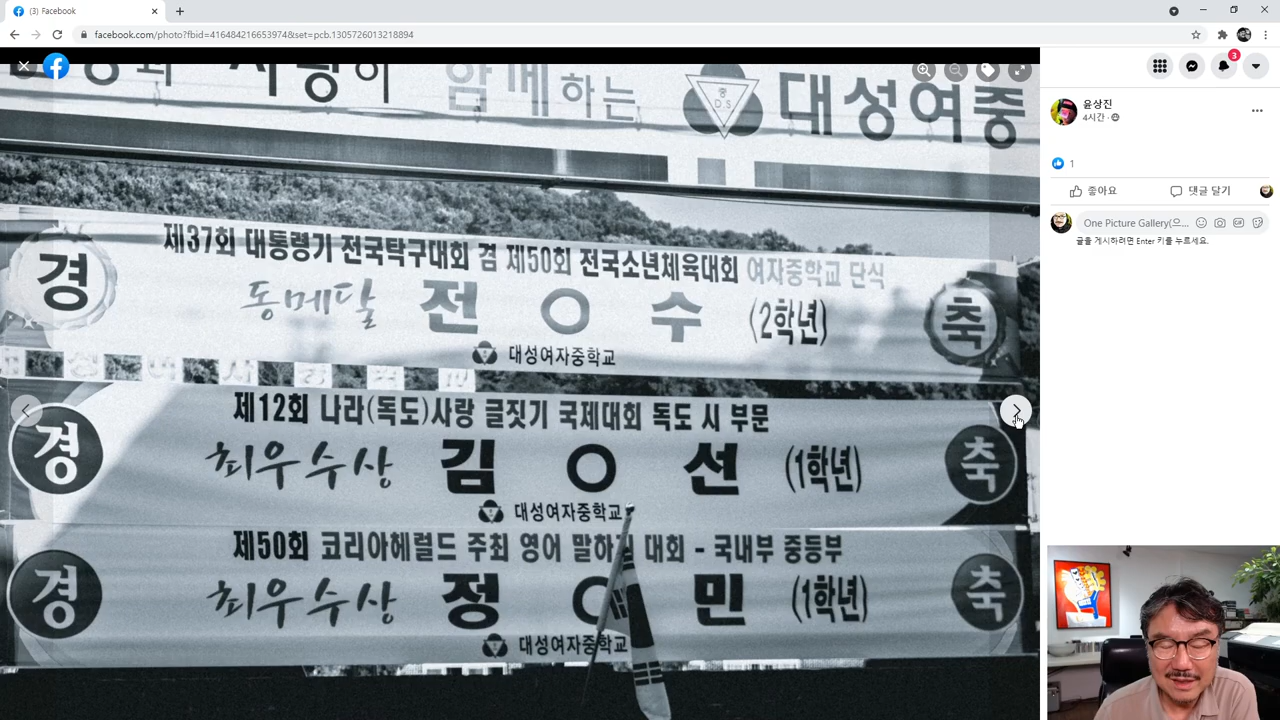 (3) Facebook
facebook.com/photo?fbid=4164842166539748&set=pcb.1305726013218894
사랑이 함께하는 대성여중
제37회 대통령기 전국탁구대회 겸 제50회 전국소년체육대회 여자중학교 단식
경 동메달 전 O 수 (2학년) 축
대성여자중학교
제12회 나라(독도)사랑 글짓기 국제대회 독도 시 부문
경 최우수상 김 O 선 (1학년) 축
대성여자중학교
제50회 코리아헤럴드 주최 영어 말하기 대회 - 국내부 중등부
경 최우수상 정 O 민 (1학년) 축
대성여자중학교
3
윤상진
4시간
1
좋아요 댓글 달기
One Picture Gallery(으...
글을 게시하려면 Enter 키를 누르세요.